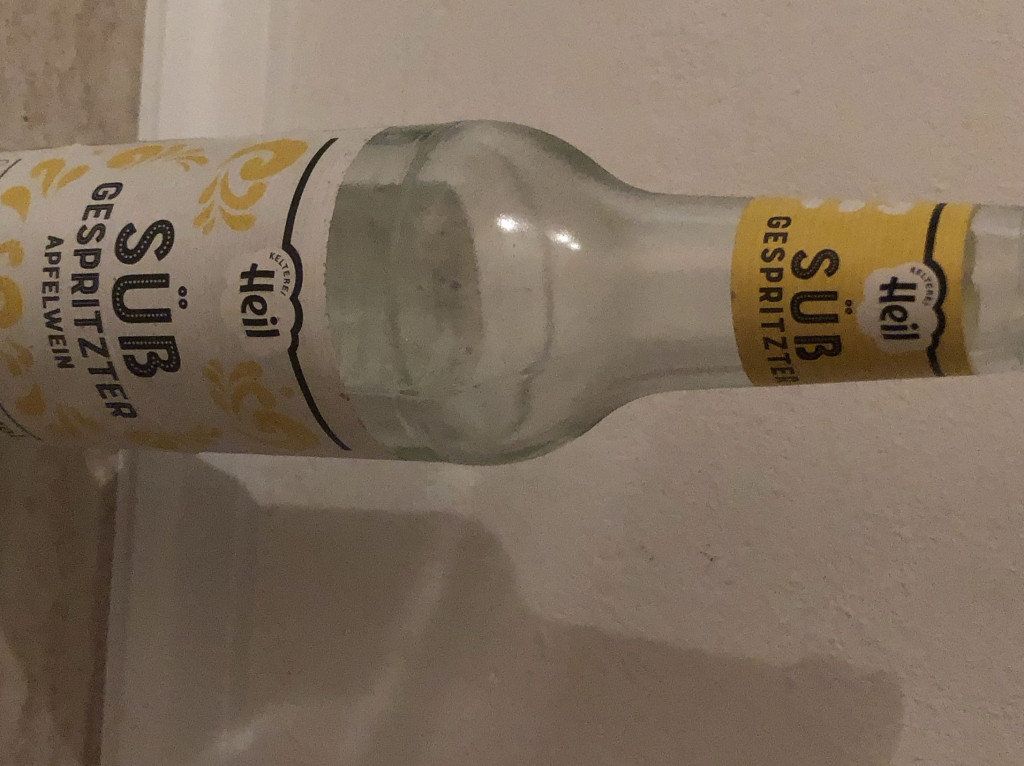 KELTEREI
Heil
SÜß
GESPRITZTER
KELTEREI
Heil
SÜß
GESPRITZTER
APFELWEIN